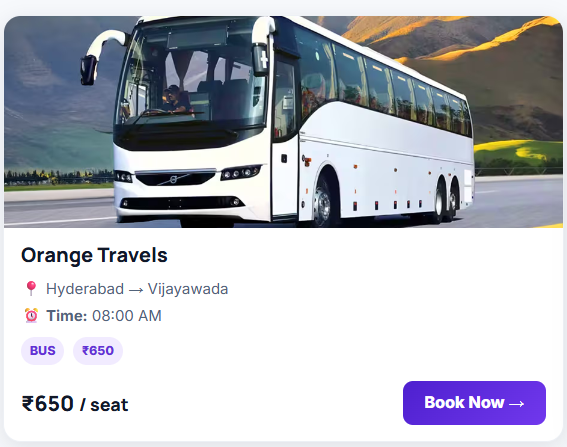 Orange Travels
📍 Hyderabad → Vijayawada
⏰ Time: 08:00 AM
BUS ₹650
₹650 / seat
Book Now →